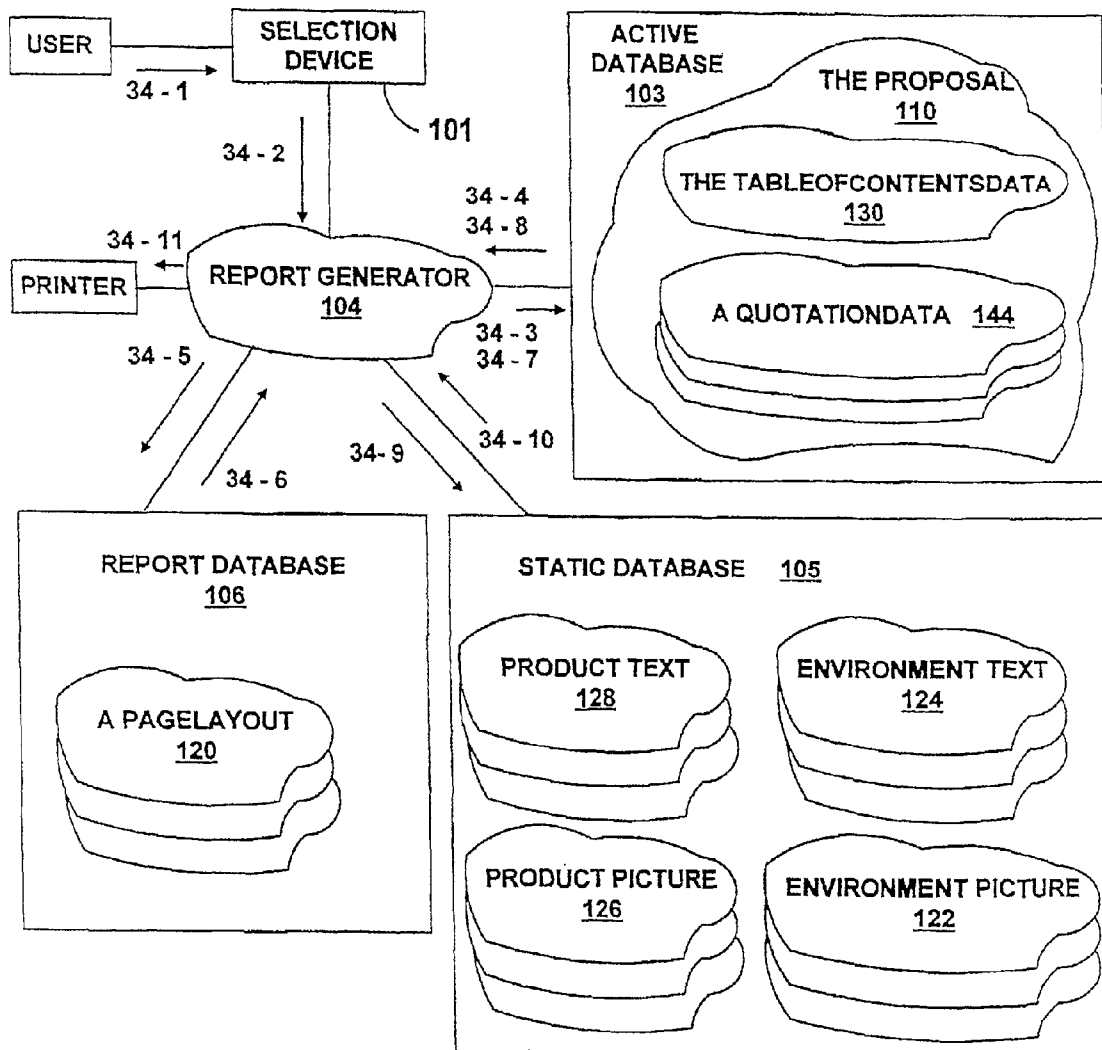 USER
SELECTION
DEVICE
34 - 1
101
34 - 2
ACTIVE
DATABASE
103
THE PROPOSAL
110
THE TABLEOFCONTENTSDATA
130
A QUOTATIONDATA 144
34 - 4
34 - 8
34 - 11
PRINTER
REPORT GENERATOR
104
34 - 3
34 - 7
34 - 5
34 - 6
34- 9
34 - 10
REPORT DATABASE
106
A PAGELAYOUT
120
STATIC DATABASE 105
PRODUCT TEXT
128
ENVIRONMENT TEXT
124
PRODUCT PICTURE
126
ENVIRONMENT PICTURE
122